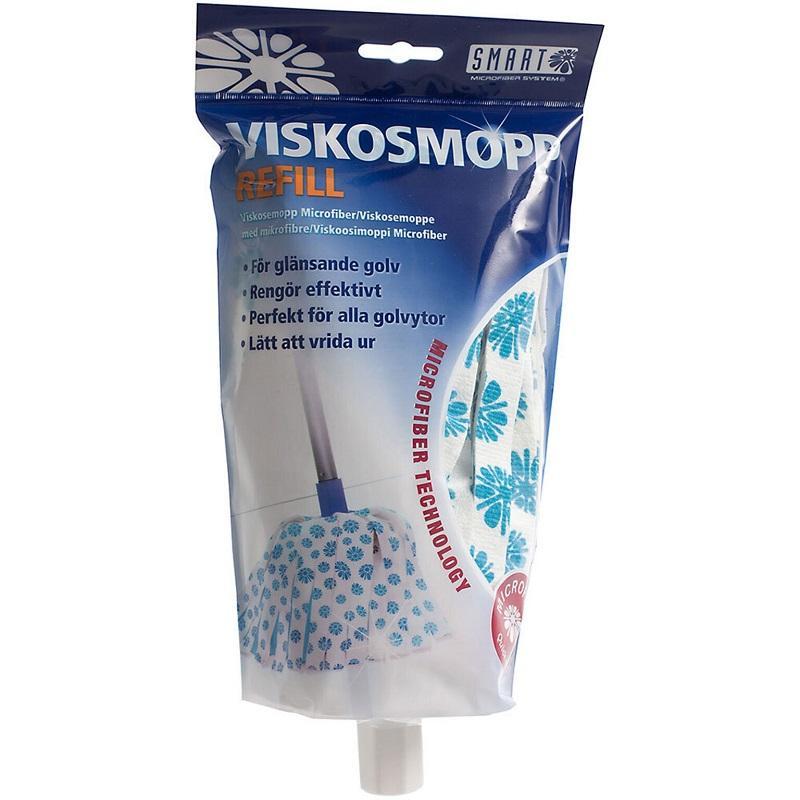 SMART
MICROFIBER SYSTEM®
VISKOSMOPP
REFILL
Viskosemopp Microfiber/Viskosemoppe
med mikrofibre/Viskoosimoppi Microfiber
• För glänsande golv
• Rengör effektivt
• Perfekt för alla golvytor
• Lätt att vrida ur
MICROFIBER TECHNOLOGY